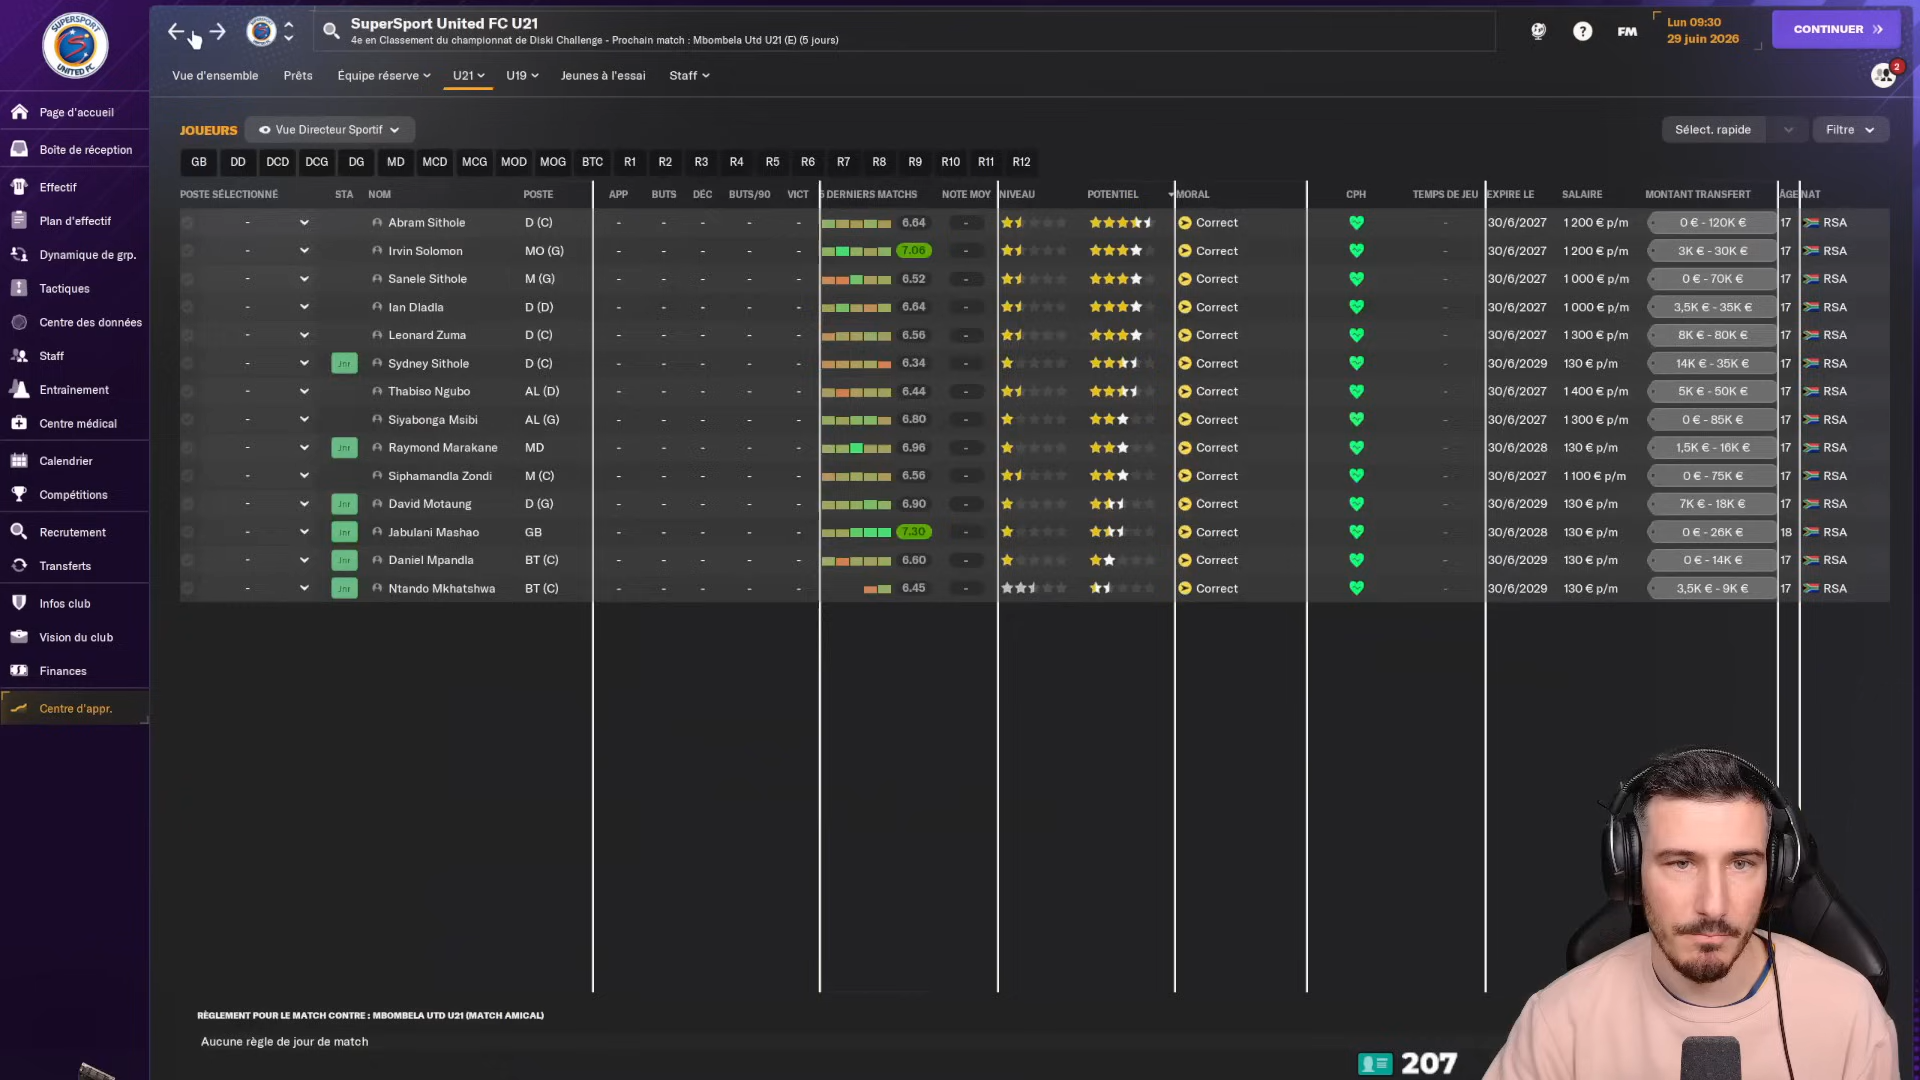 SUPERSPORT
UNITED FC
SuperSport United FC U21
4e en Classement du championnat de Diski Challenge - Prochain match : Mbombela Utd U21 (E) (5 jours)
FM
Lun 09:30
29 juin 2026
CONTINUER
Vue d'ensemble
Prêts
Équipe réserve
U21
U19
Jeunes à l'essai
Staff
2
Page d'accueil
Boîte de réception
Effectif
Plan d'effectif
Dynamique de grp.
Tactiques
Centre des données
Staff
Entraînement
Centre médical
Calendrier
Compétitions
Recrutement
Transferts
Infos club
Vision du club
Finances
Centre d'appr.
JOUEURS
Vue Directeur Sportif
Sélect. rapide
Filtre
GB DD DCD DCG DG MD MCD MCG MOD MOG BTC R1 R2 R3 R4 R5 R6 R7 R8 R9 R10 R11 R12
POSTE SÉLECTIONNÉ STA NOM POSTE APP BUTS DÉC BUTS/90 VICT 5 DERNIERS MATCHS NOTE MOY NIVEAU POTENTIEL MORAL CPH TEMPS DE JEU EXPIRE LE SALAIRE MONTANT TRANSFERT ÂGE NAT
- Abram Sithole D (C) - - - - - 6.64 - Correct - 30/6/2027 1 200 € p/m 0 € - 120K € 17 RSA
- Irvin Solomon MO (G) - - - - - 7.06 - Correct - 30/6/2027 1 200 € p/m 3K € - 30K € 17 RSA
- Sanele Sithole M (G) - - - - - 6.52 - Correct - 30/6/2027 1 000 € p/m 0 € - 70K € 17 RSA
- Ian Dladla D (D) - - - - - 6.64 - Correct - 30/6/2027 1 000 € p/m 3,5K € - 35K € 17 RSA
- Leonard Zuma D (C) - - - - - 6.56 - Correct - 30/6/2027 1 300 € p/m 8K € - 80K € 17 RSA
- Jnr Sydney Sithole D (C) - - - - - 6.34 - Correct - 30/6/2029 130 € p/m 14K € - 35K € 17 RSA
- Thabiso Ngubo AL (D) - - - - - 6.44 - Correct - 30/6/2027 1 400 € p/m 5K € - 50K € 17 RSA
- Siyabonga Msibi AL (G) - - - - - 6.80 - Correct - 30/6/2027 1 300 € p/m 0 € - 85K € 17 RSA
- Jnr Raymond Marakane MD - - - - - 6.96 - Correct - 30/6/2028 130 € p/m 1,5K € - 16K € 17 RSA
- Siphamandla Zondi M (C) - - - - - 6.56 - Correct - 30/6/2027 1 100 € p/m 0 € - 75K € 17 RSA
- Jnr David Motaung D (G) - - - - - 6.90 - Correct - 30/6/2029 130 € p/m 7K € - 18K € 17 RSA
- Jnr Jabulani Mashao GB - - - - - 7.30 - Correct - 30/6/2028 130 € p/m 0 € - 26K € 18 RSA
- Jnr Daniel Mpandla BT (C) - - - - - 6.60 - Correct - 30/6/2029 130 € p/m 0 € - 14K € 17 RSA
- Jnr Ntando Mkhatshwa BT (C) - - - - - 6.45 - Correct - 30/6/2029 130 € p/m 3,5K € - 9K € 17 RSA
RÈGLEMENT POUR LE MATCH CONTRE : MBOMBELA UTD U21 (MATCH AMICAL)
Aucune règle de jour de match
207